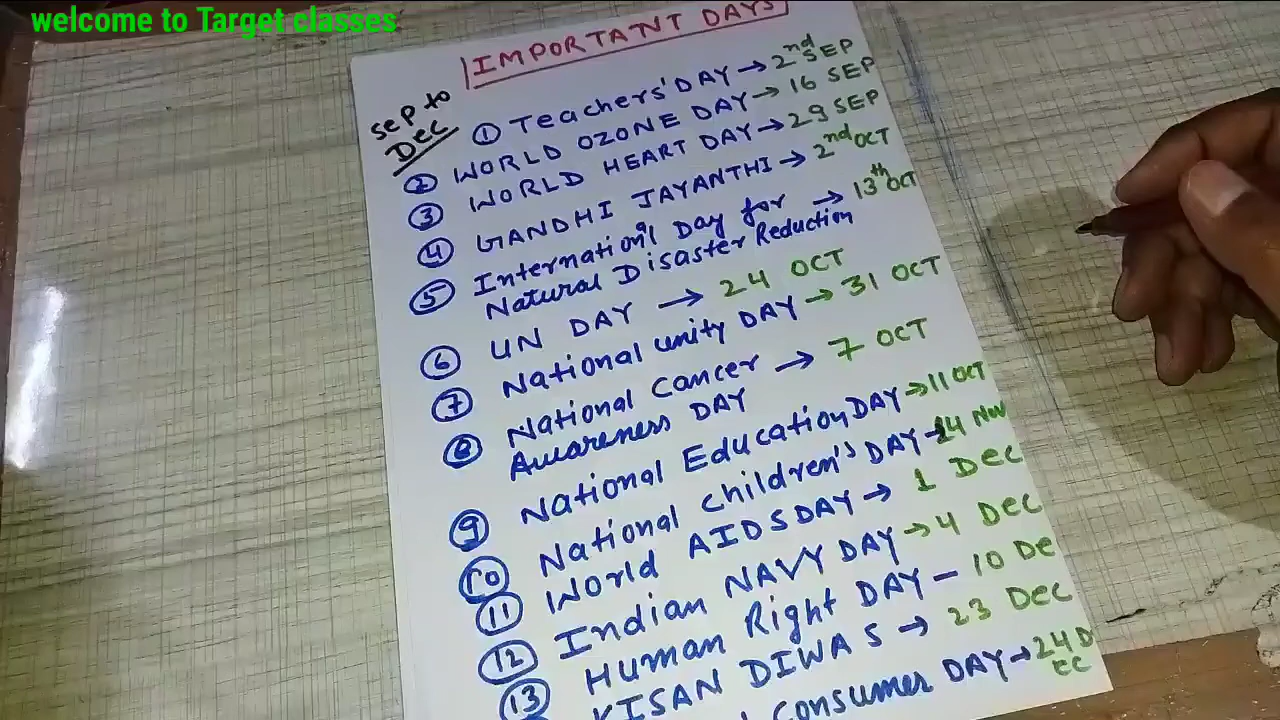 welcome to Target classes
IMPORTANT DAYS
Sep to
Dec
① Teachers' DAY → 2nd SEP
② WORLD OZONE DAY → 16 SEP
③ WORLD HEART DAY → 29 SEP
④ GANDHI JAYANTHI → 2nd OCT
⑤ Internation'l Day for → 13th OCT
Natural Disaster Reduction
⑥ UN DAY → 24 OCT
⑦ National unity DAY → 31 OCT
⑧ National Cancer → 7 OCT
Awareness DAY
⑨ National Education DAY → 11 OCT
⑩ National Children's DAY → 14 Nov
⑪ World AIDS DAY → 1 Dec
⑫ Indian NAVY DAY → 4 Dec
⑬ Human Right DAY – 10 De
KISAN DIWAS → 23 Dec
Consumer DAY → 24 D
ec